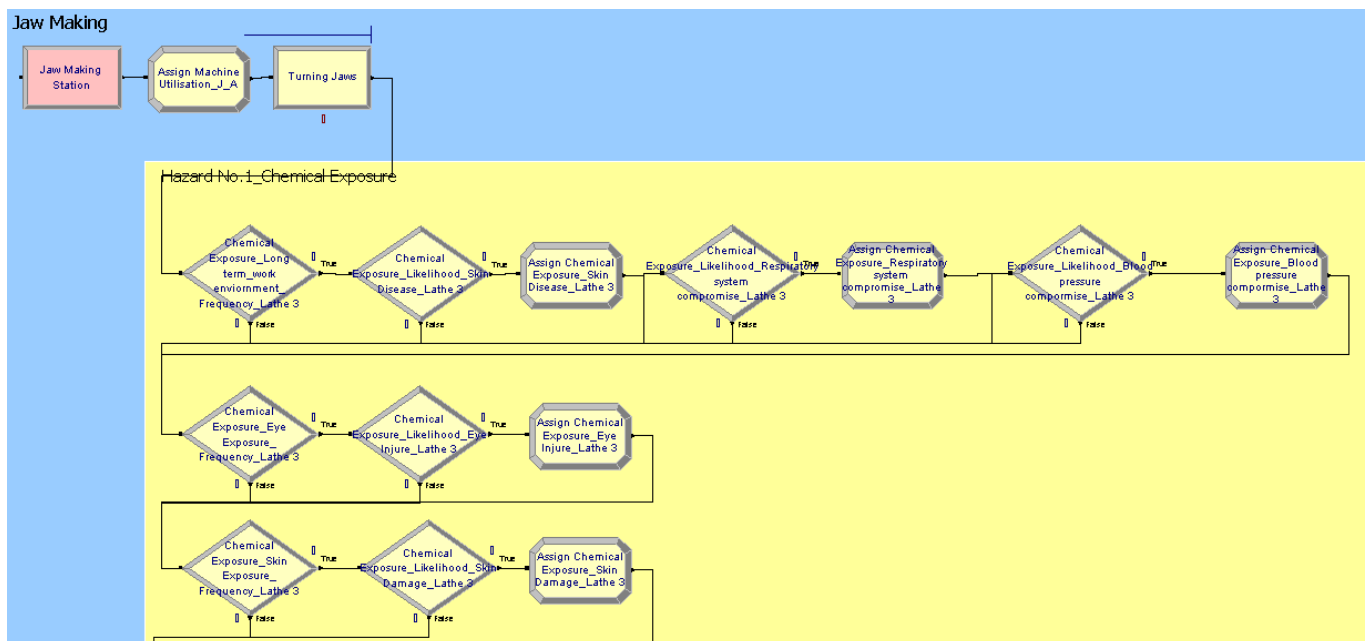 Jaw Making
Jaw Making
Station
Assign Machine
Utilisation_J_A
Turning Jaws
Hazard No.1_Chemical Exposure
Chemical
Exposure_Long
term_work
enviornment_
Frequency_Lathe 3
True
False
Chemical
Exposure_Likelihood_Skin
Disease_Lathe 3
True
False
Assign Chemical
Exposure_Skin
Disease_Lathe 3
Chemical
Exposure_Likelihood_Respiratory
system
compromise_Lathe 3
True
False
Assign Chemical
Exposure_Respiratory
system
compromise_Lathe
3
Chemical
Exposure_Likelihood_Blood
pressure
compormise_Lathe 3
True
False
Assign Chemical
Exposure_Blood
pressure
compormise_Lathe
3
Chemical
Exposure_Eye
Exposure_
Frequency_Lathe 3
True
False
Chemical
Exposure_Likelihood_Eye
Injure_Lathe 3
True
False
Assign Chemical
Exposure_Eye
Injure_Lathe 3
Chemical
Exposure_Skin
Exposure_
Frequency_Lathe 3
True
False
Chemical
Exposure_Likelihood_Skin
Damage_Lathe 3
True
False
Assign Chemical
Exposure_Skin
Damage_Lathe 3